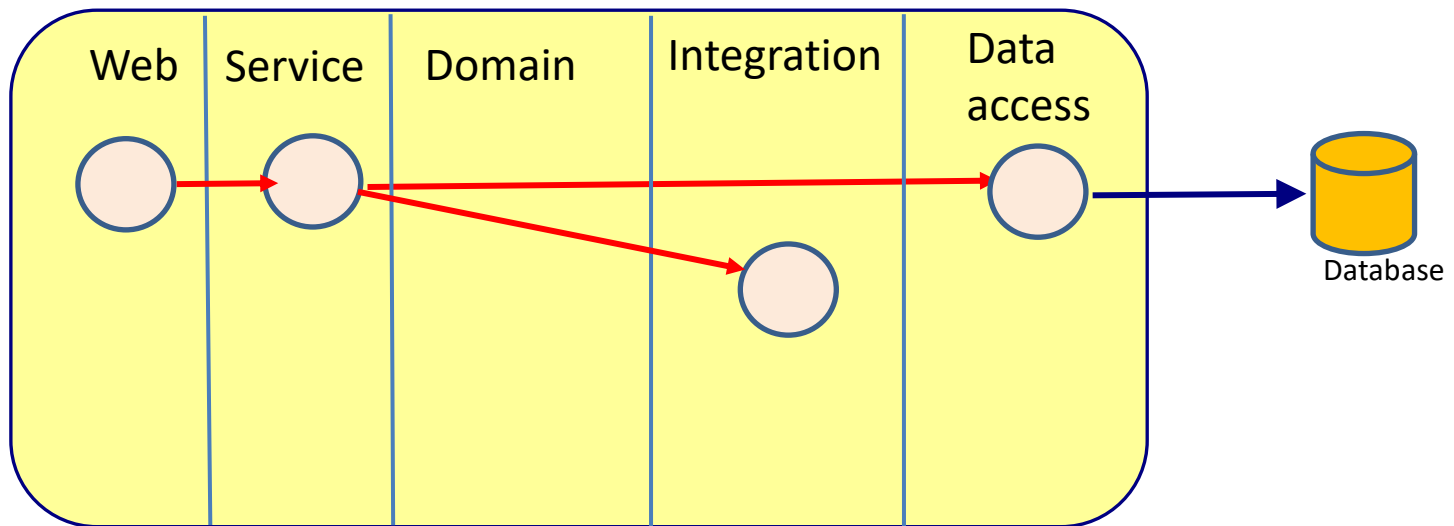 Web
Service
Domain
Integration
Data
access
Database